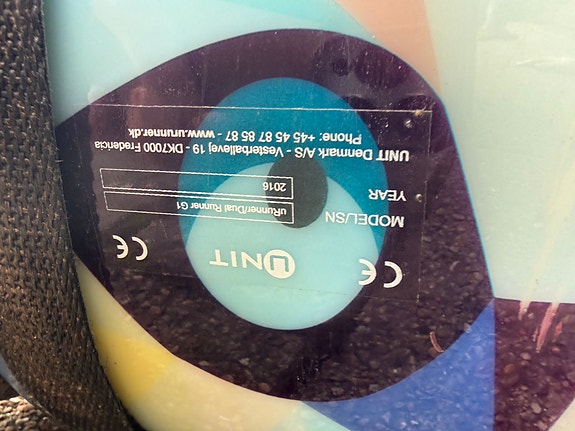 CE UNIT CE
MODEL/SN uRunner/Dual Runner G1
YEAR 2016
UNIT Denmark A/S - Vesterballevej 19 - DK7000 Fredericia
Phone: +45 45 87 85 87 - www.urunner.dk